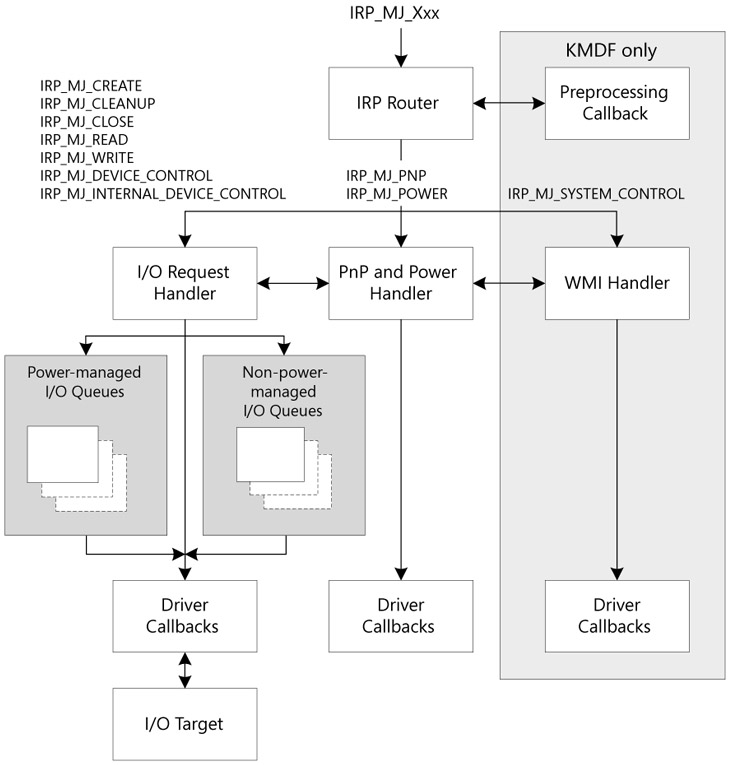 IRP_MJ_Xxx
KMDF only
IRP Router
Preprocessing
Callback
IRP_MJ_CREATE
IRP_MJ_CLEANUP
IRP_MJ_CLOSE
IRP_MJ_READ
IRP_MJ_WRITE
IRP_MJ_DEVICE_CONTROL
IRP_MJ_INTERNAL_DEVICE_CONTROL
IRP_MJ_PNP
IRP_MJ_POWER
IRP_MJ_SYSTEM_CONTROL
I/O Request
Handler
PnP and Power
Handler
WMI Handler
Power-managed
I/O Queues
Non-power-
managed
I/O Queues
Driver
Callbacks
Driver
Callbacks
Driver
Callbacks
I/O Target